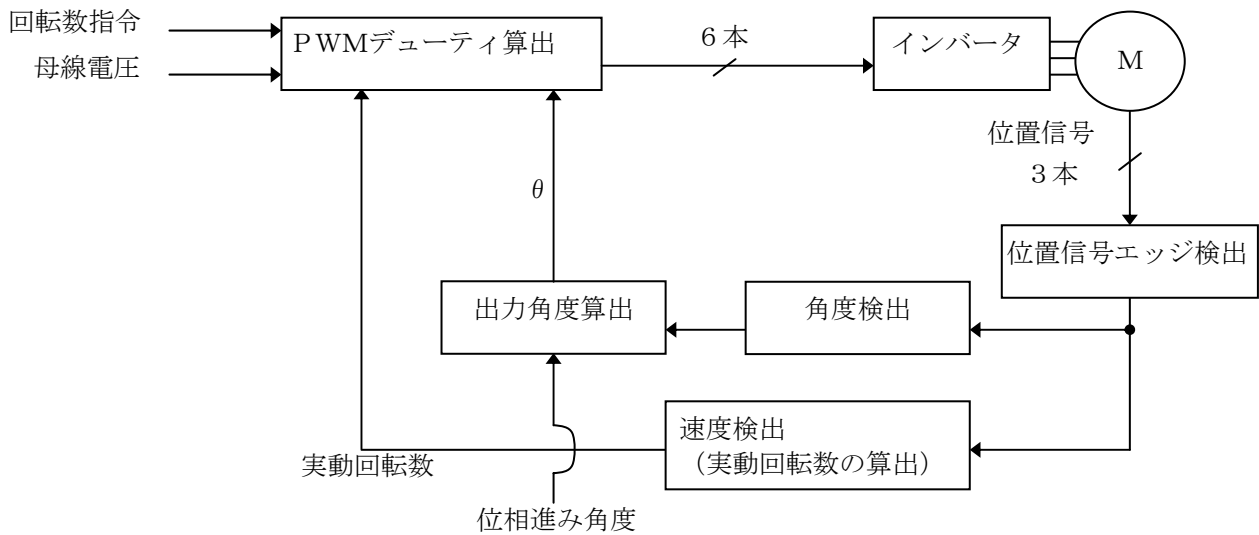 回転数指令
母線電圧
ＰＷＭデューティ算出
６本
インバータ
Ｍ
位置信号
３本
θ
位置信号エッジ検出
出力角度算出
角度検出
速度検出
（実動回転数の算出）
実動回転数
位相進み角度